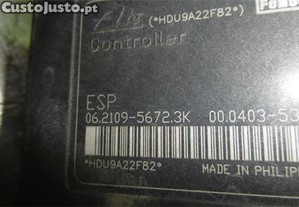 CustoJusto.pt
(*HDU9A22F82*)
Controller
ESP
06.2109-5672.3K 00.0403-53
*HDU9A22F82*
MADE IN PHILIP